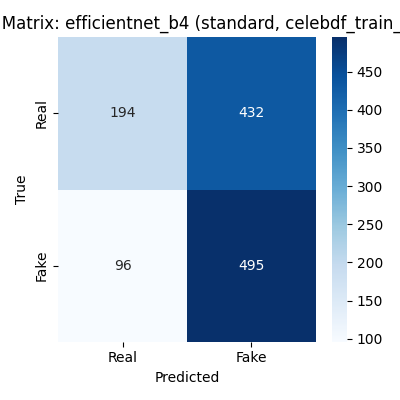 Matrix: efficientnet_b4 (standard, celebdf_train_
Real
194
432
450
400
350
300
250
200
150
100
True
Fake
96
495
Real
Fake
Predicted